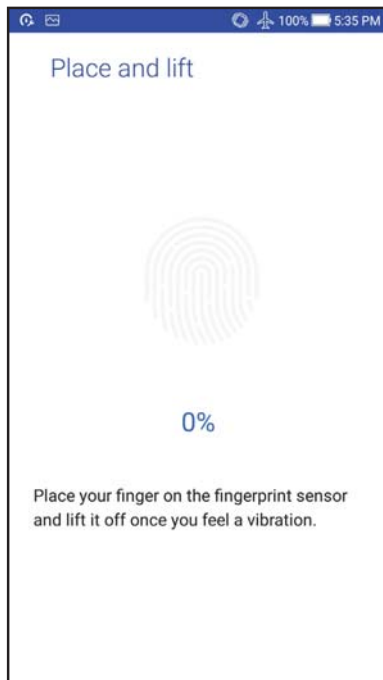 100% 5:35 PM
Place and lift
0%
Place your finger on the fingerprint sensor
and lift it off once you feel a vibration.